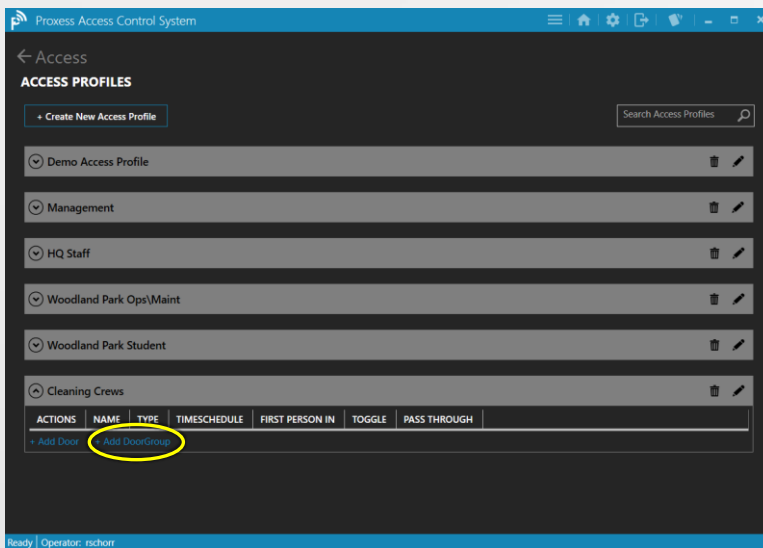 Proxess Access Control System
Access
ACCESS PROFILES
+ Create New Access Profile
Search Access Profiles
Demo Access Profile
Management
HQ Staff
Woodland Park Ops\Maint
Woodland Park Student
Cleaning Crews
ACTIONS NAME TYPE TIMESCHEDULE FIRST PERSON IN TOGGLE PASS THROUGH
+ Add Door + Add DoorGroup
Ready Operator: rschorr